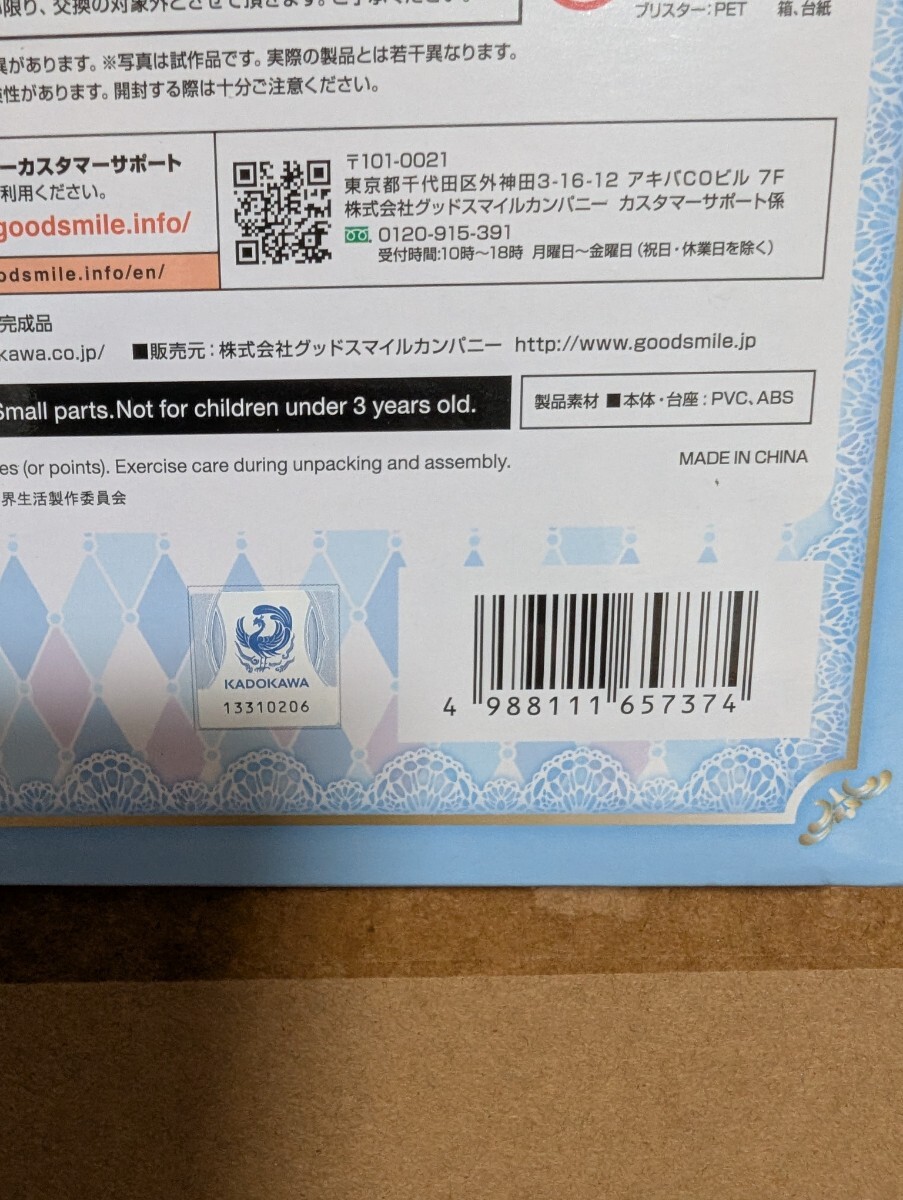 限り、交換の対象外とさせて頂きます。ご了承ください。
ブリスター:PET 箱、台紙
異があります。※写真は試作品です。実際の製品とは若干異なります。
性があります。開封する際は十分ご注意ください。
ーカスタマーサポート
利用ください。
goodsmile.info/
odsmile.info/en/
〒101-0021
東京都千代田区外神田3-16-12 アキバCOビル 7F
株式会社グッドスマイルカンパニー カスタマーサポート係
0120-915-391
受付時間:10時〜18時 月曜日〜金曜日(祝日・休業日を除く)
完成品
kawa.co.jp/ ■販売元:株式会社グッドスマイルカンパニー http://www.goodsmile.jp
Small parts.Not for children under 3 years old.
製品素材 ■本体・台座:PVC、ABS
es (or points). Exercise care during unpacking and assembly.
MADE IN CHINA
界生活製作委員会
KADOKAWA
13310206
4 988111 657374